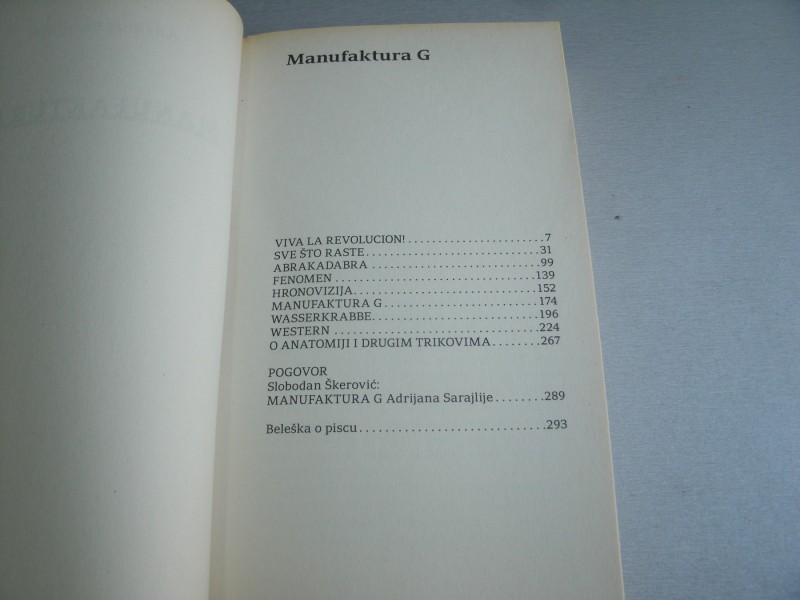 Manufaktura G
VIVA LA REVOLUCION!.......................7
SVE ŠTO RASTE.............................31
ABRAKADABRA ............................99
FENOMEN .................................139
HRONOVIZIJA..............................152
MANUFAKTURA G .........................174
WASSERKRABBE...........................196
WESTERN ..................................224
O ANATOMIJI I DRUGIM TRIKOVIMA........267
POGOVOR
Slobodan Škerović:
MANUFAKTURA G Adrijana Sarajlije........289
Beleška o piscu...............................293